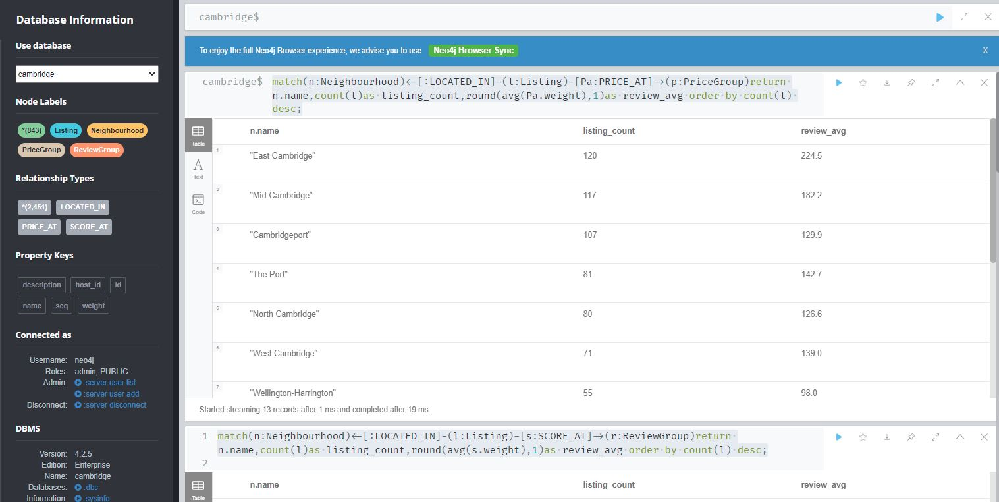 Database Information
Use database
cambridge
Node Labels
*(843) Listing Neighbourhood
PriceGroup ReviewGroup
Relationship Types
*(2,451) LOCATED_IN
PRICE_AT SCORE_AT
Property Keys
description host_id id
name seq weight
Connected as
Username: neo4j
Roles: admin, PUBLIC
Admin: :server user list
:server user add
Disconnect: :server disconnect
DBMS
Version: 4.2.5
Edition: Enterprise
Name: cambridge
Databases: :dbs
Information: :sysinfo
cambridge$
To enjoy the full Neo4j Browser experience, we advise you to use Neo4j Browser Sync X
cambridge$ match(n:Neighbourhood)<-[:LOCATED_IN]-(l:Listing)-[Pa:PRICE_AT]->(p:PriceGroup)return
n.name,count(l)as listing_count,round(avg(Pa.weight),1)as review_avg order by count(l)
desc;
Table
Text
Code
n.name listing_count review_avg
1 "East Cambridge" 120 224.5
2 "Mid-Cambridge" 117 182.2
3 "Cambridgeport" 107 129.9
4 "The Port" 81 142.7
5 "North Cambridge" 80 126.6
6 "West Cambridge" 71 139.0
7 "Wellington-Harrington" 55 98.0
Started streaming 13 records after 1 ms and completed after 19 ms.
1 match(n:Neighbourhood)<-[:LOCATED_IN]-(l:Listing)-[s:SCORE_AT]->(r:ReviewGroup)return
n.name,count(l)as listing_count,round(avg(s.weight),1)as review_avg order by count(l) desc;
2
Table
n.name listing_count review_avg